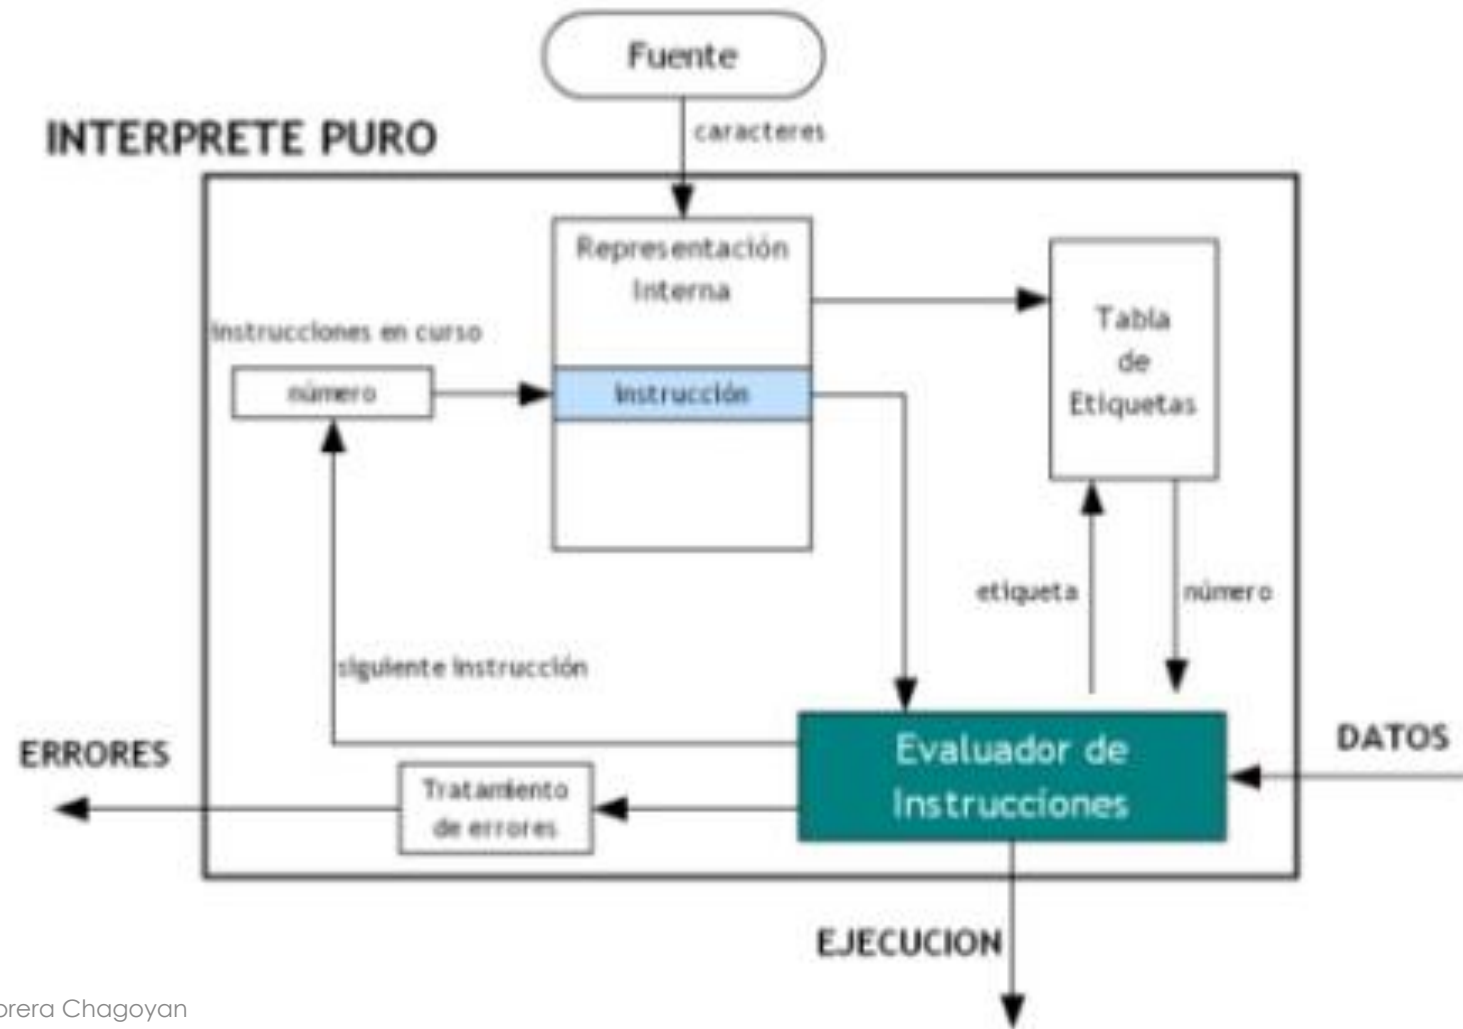 Fuente
caracteres
INTERPRETE PURO
Representación
Interna
Instrucciones en curso
número
Instrucción
Tabla
de
Etiquetas
etiqueta
número
siguiente instrucción
ERRORES
Tratamiento
de errores
Evaluador de
Instrucciones
DATOS
EJECUCION
Chagoyan